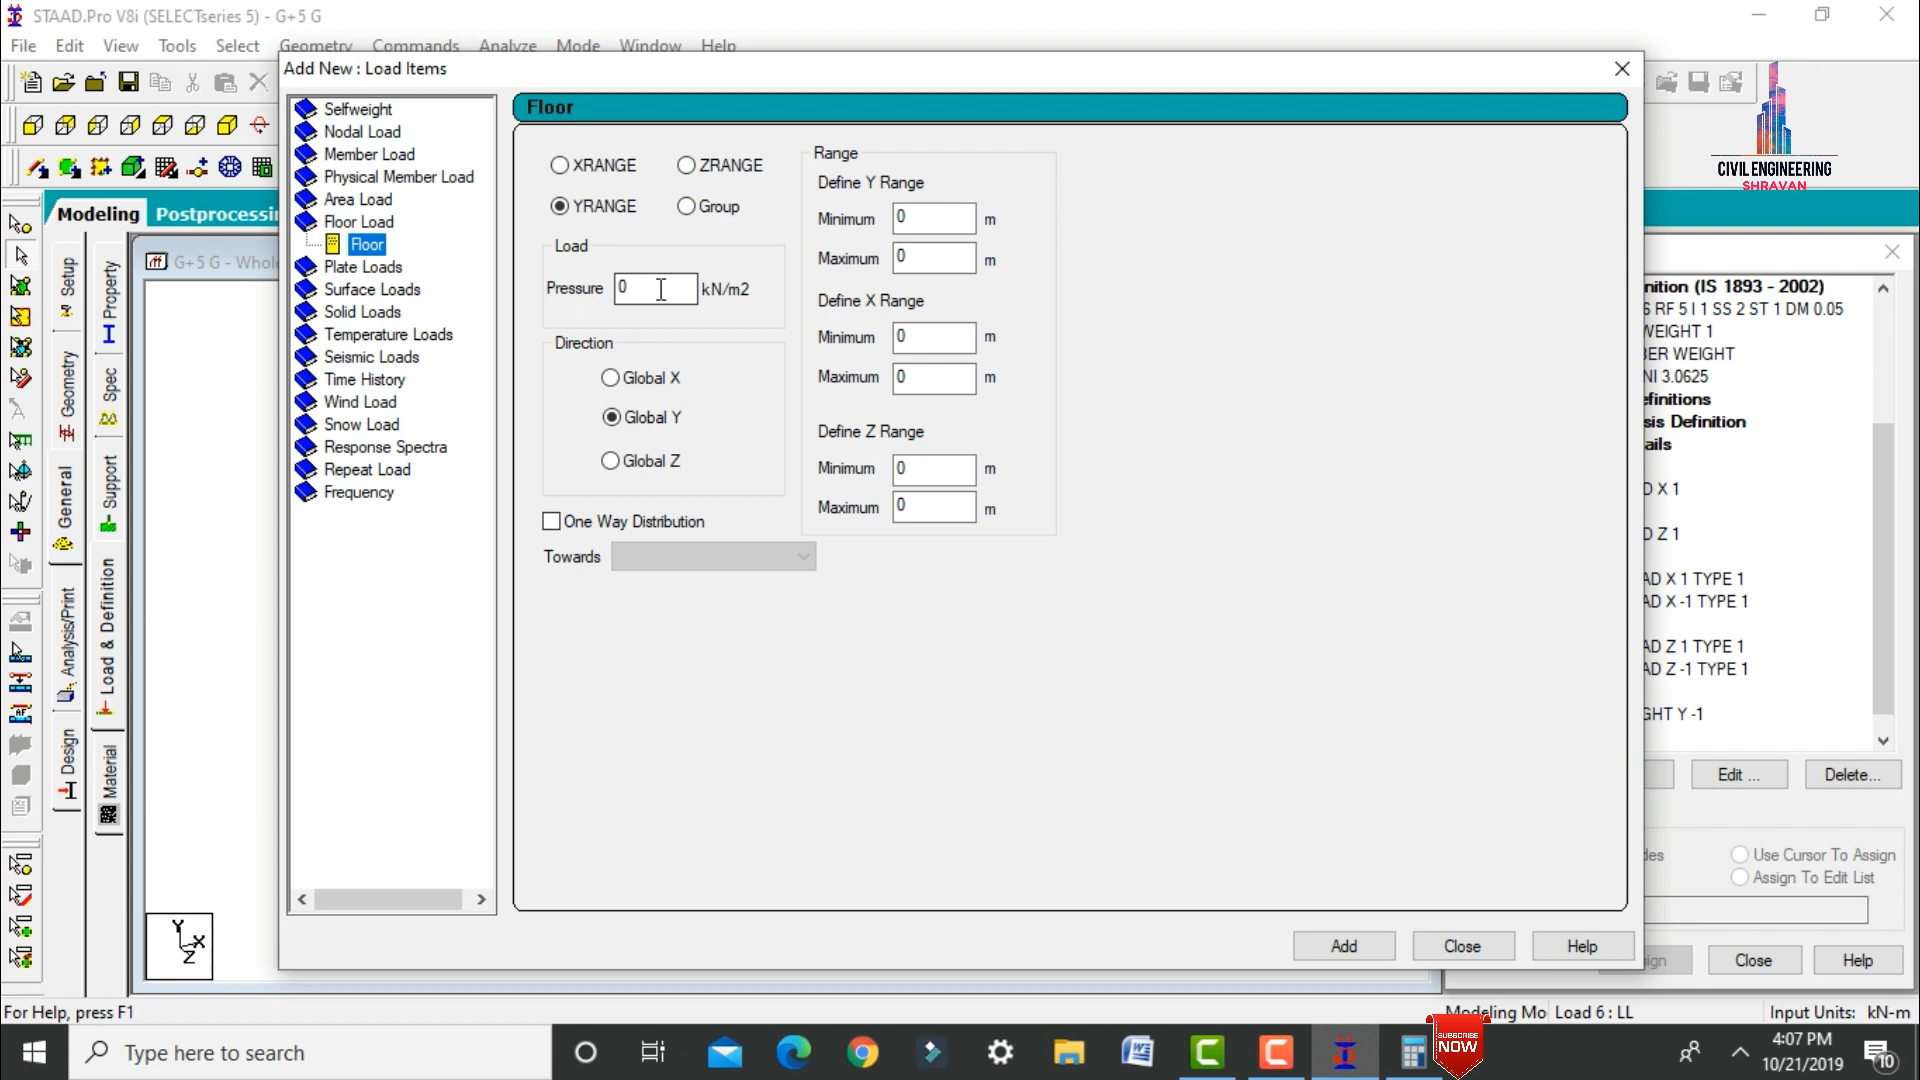 STAAD.Pro V8i (SELECTseries 5) - G+5 G
File Edit View Tools Select Geometry Commands Analyze Mode Window Help
Add New : Load Items
Selfweight
Nodal Load
Member Load
Physical Member Load
Area Load
Floor Load
Floor
Plate Loads
Surface Loads
Solid Loads
Temperature Loads
Seismic Loads
Time History
Wind Load
Snow Load
Response Spectra
Repeat Load
Frequency
Floor
XRANGE ZRANGE
YRANGE Group
Load
Pressure 0 kN/m2
Direction
Global X
Global Y
Global Z
One Way Distribution
Towards
Range
Define Y Range
Minimum 0 m
Maximum 0 m
Define X Range
Minimum 0 m
Maximum 0 m
Define Z Range
Minimum 0 m
Maximum 0 m
Add Close Help
CIVIL ENGINEERING
SHRAVAN
Modeling Postprocessin
G+5 G - Whole
Setup
Geometry
General
Analysis/Print
Design
Property
Spec
Support
Load & Definition
Material
Y
X
Z
AF
nition (IS 1893 - 2002)
RF 5 I 1 SS 2 ST 1 DM 0.05
WEIGHT 1
BER WEIGHT
NI 3.0625
efinitions
sis Definition
ails
D X 1
D Z 1
AD X 1 TYPE 1
AD X -1 TYPE 1
AD Z 1 TYPE 1
AD Z -1 TYPE 1
GHT Y -1
Edit ... Delete...
des Use Cursor To Assign
Assign To Edit List
ign Close Help
For Help, press F1 Modeling Mo Load 6 : LL Input Units: kN-m
Type here to search
SUBSCRIBE
NOW
4:07 PM
10/21/2019
10